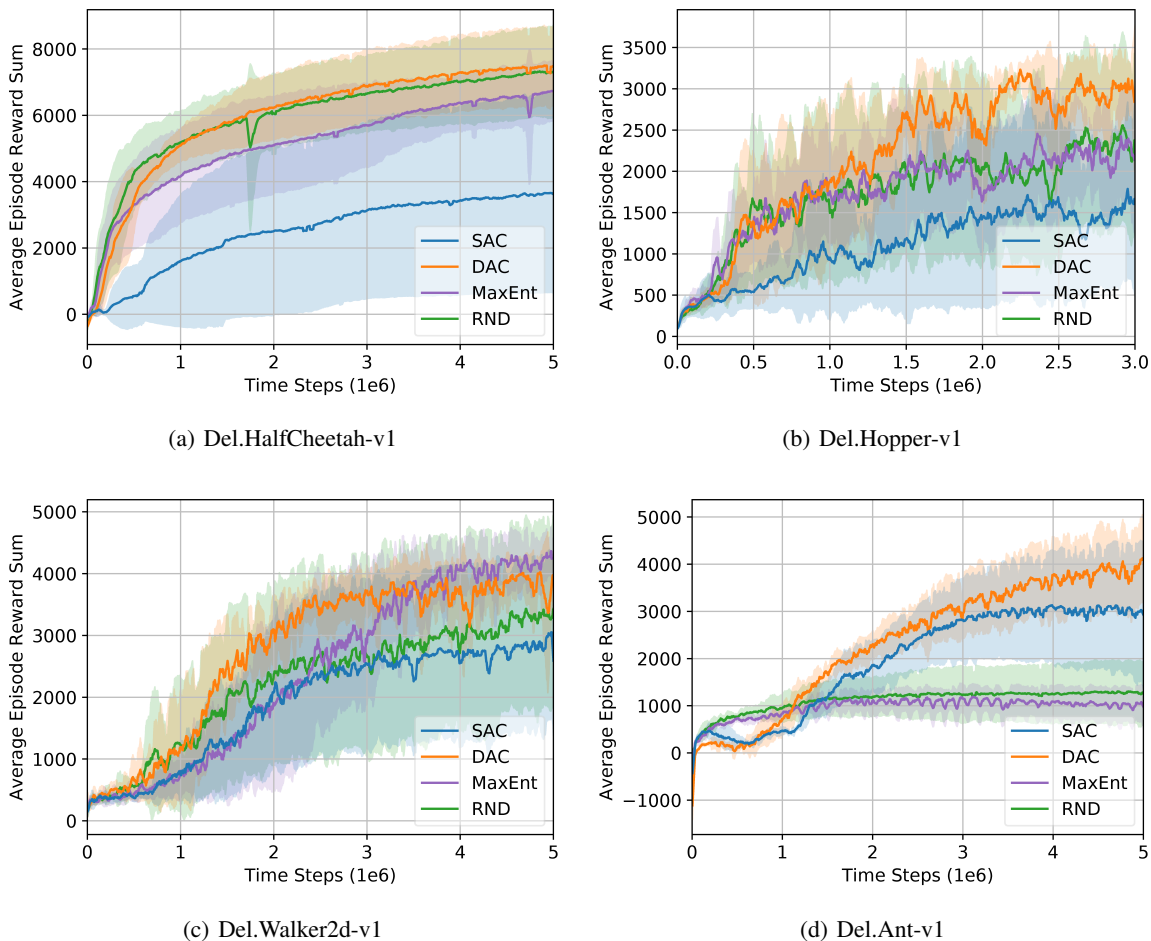 Average Episode Reward Sum
8000
6000
4000
2000
0
SAC
DAC
MaxEnt
RND
0 1 2 3 4 5
Time Steps (1e6)
(a) Del.HalfCheetah-v1
Average Episode Reward Sum
3500
3000
2500
2000
1500
1000
500
0
SAC
DAC
MaxEnt
RND
0.0 0.5 1.0 1.5 2.0 2.5 3.0
Time Steps (1e6)
(b) Del.Hopper-v1
Average Episode Reward Sum
5000
4000
3000
2000
1000
0
SAC
DAC
MaxEnt
RND
0 1 2 3 4 5
Time Steps (1e6)
(c) Del.Walker2d-v1
Average Episode Reward Sum
5000
4000
3000
2000
1000
0
−1000
SAC
DAC
MaxEnt
RND
0 1 2 3 4 5
Time Steps (1e6)
(d) Del.Ant-v1